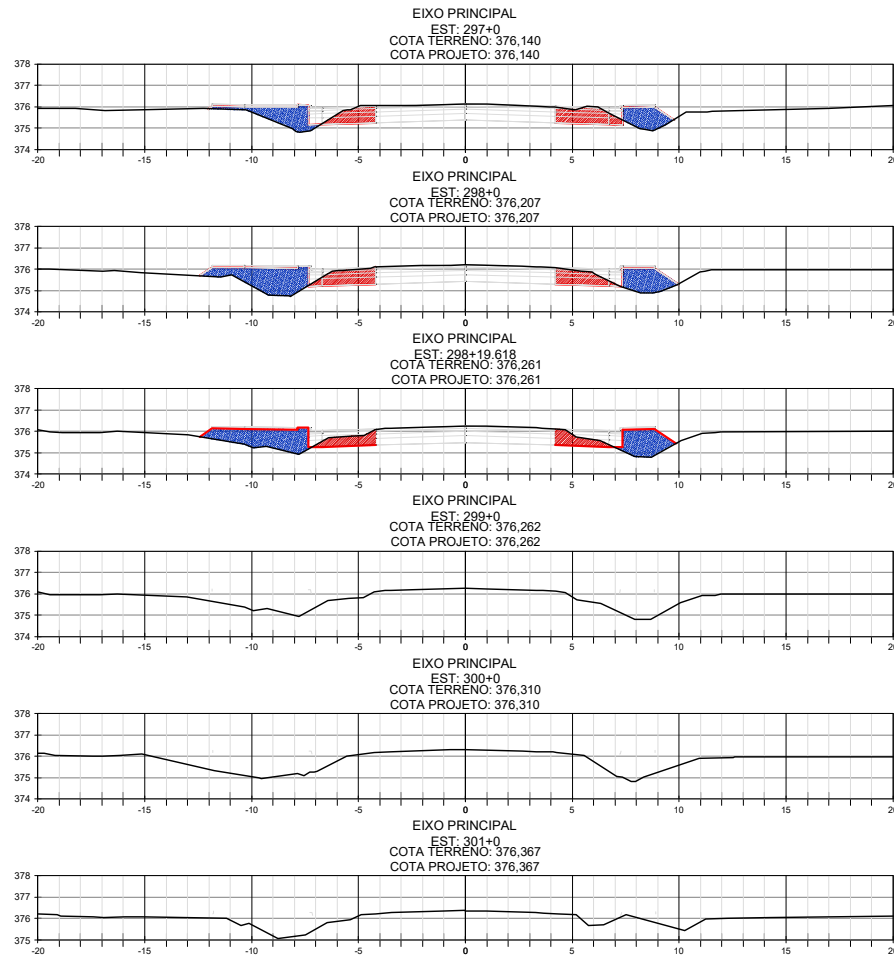 EIXO PRINCIPAL
EST: 297+0
COTA TERRENO: 376,140
COTA PROJETO: 376,140
378
377
376
375
374
-20 -15 -10 -5 0 5 10 15 20
EIXO PRINCIPAL
EST: 298+0
COTA TERRENO: 376,207
COTA PROJETO: 376,207
378
377
376
375
374
-20 -15 -10 -5 0 5 10 15 20
EIXO PRINCIPAL
EST: 298+19.618
COTA TERRENO: 376,261
COTA PROJETO: 376,261
378
377
376
375
374
-20 -15 -10 -5 0 5 10 15 20
EIXO PRINCIPAL
EST: 299+0
COTA TERRENO: 376,262
COTA PROJETO: 376,262
378
377
376
375
374
-20 -15 -10 -5 0 5 10 15 20
EIXO PRINCIPAL
EST: 300+0
COTA TERRENO: 376,310
COTA PROJETO: 376,310
378
377
376
375
374
-20 -15 -10 -5 0 5 10 15 20
EIXO PRINCIPAL
EST: 301+0
COTA TERRENO: 376,367
COTA PROJETO: 376,367
378
377
376
375
-20 -15 -10 -5 0 5 10 15 20